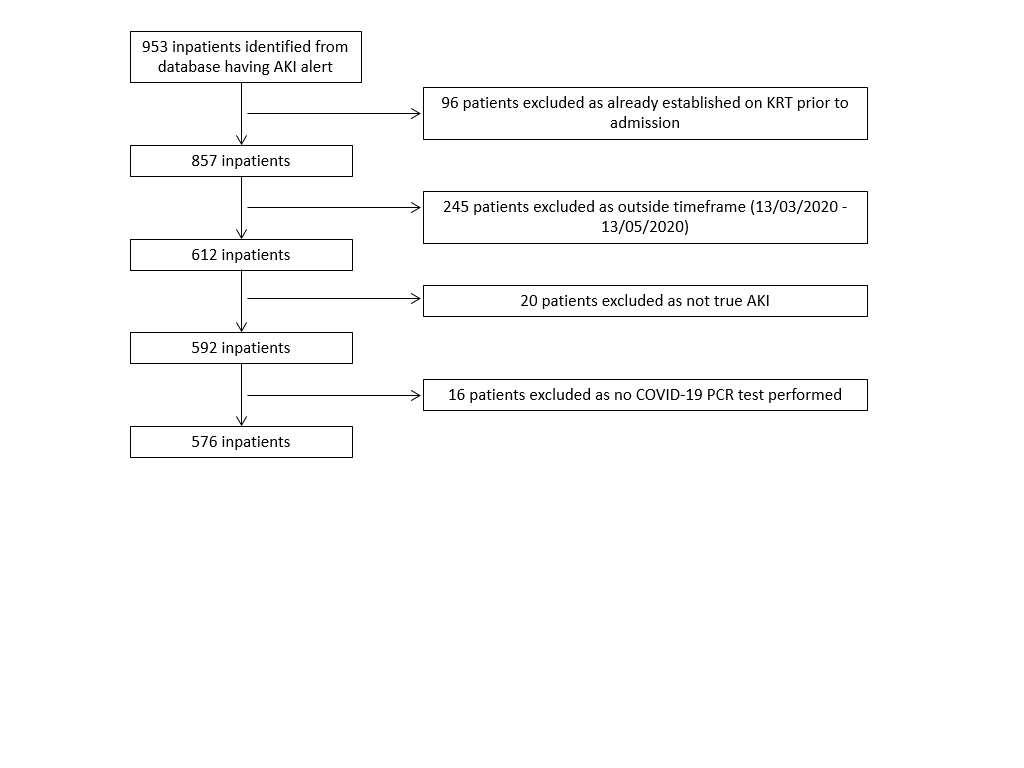 953 inpatients identified from
database having AKI alert
96 patients excluded as already established on KRT prior to
admission
857 inpatients
245 patients excluded as outside timeframe (13/03/2020 -
13/05/2020)
612 inpatients
20 patients excluded as not true AKI
592 inpatients
16 patients excluded as no COVID-19 PCR test performed
576 inpatients